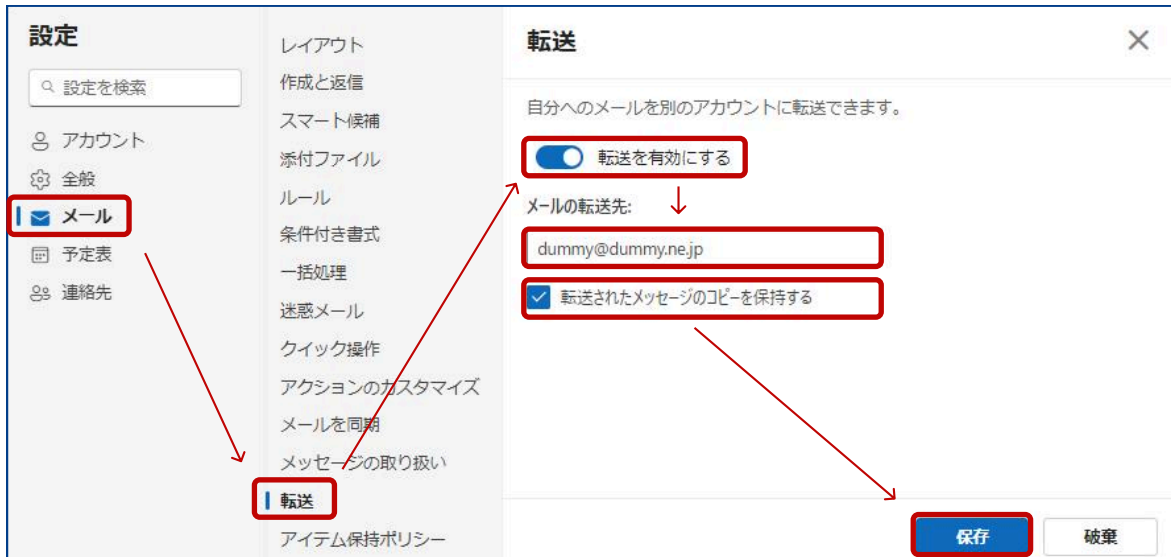 設定
設定を検索
アカウント
全般
メール
予定表
連絡先
レイアウト
作成と返信
スマート候補
添付ファイル
ルール
条件付き書式
一括処理
迷惑メール
クイック操作
アクションのカスタマイズ
メールを同期
メッセージの取り扱い
転送
アイテム保持ポリシー
転送
自分へのメールを別のアカウントに転送できます。
転送を有効にする
メールの転送先:
dummy@dummy.ne.jp
転送されたメッセージのコピーを保持する
保存
破棄